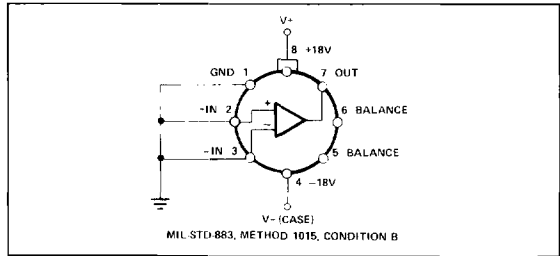 V+
8 +18V
GND 1
7 OUT
-IN 2
+
6 BALANCE
-
-IN 3
5 BALANCE
4 -18V
V- (CASE)
MIL-STD-883, METHOD 1015, CONDITION B